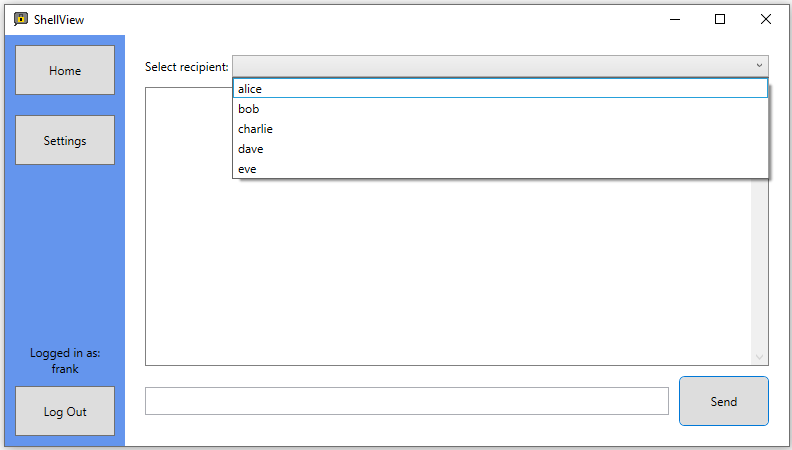 ShellView
Home
Settings
Logged in as:
frank
Log Out
Select recipient:
alice
bob
charlie
dave
eve
Send